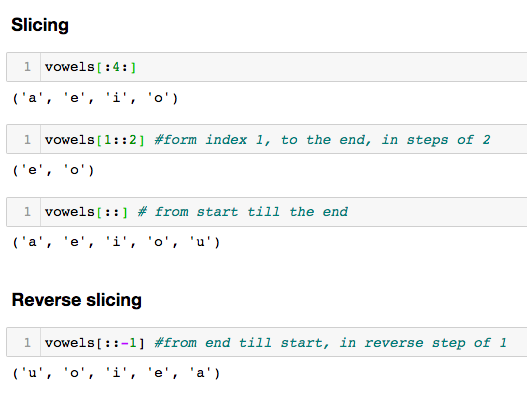 Slicing
1 vowels[:4:]
('a', 'e', 'i', 'o')
1 vowels[1::2] #form index 1, to the end, in steps of 2
('e', 'o')
1 vowels[::] # from start till the end
('a', 'e', 'i', 'o', 'u')
Reverse slicing
1 vowels[::-1] #from end till start, in reverse step of 1
('u', 'o', 'i', 'e', 'a')